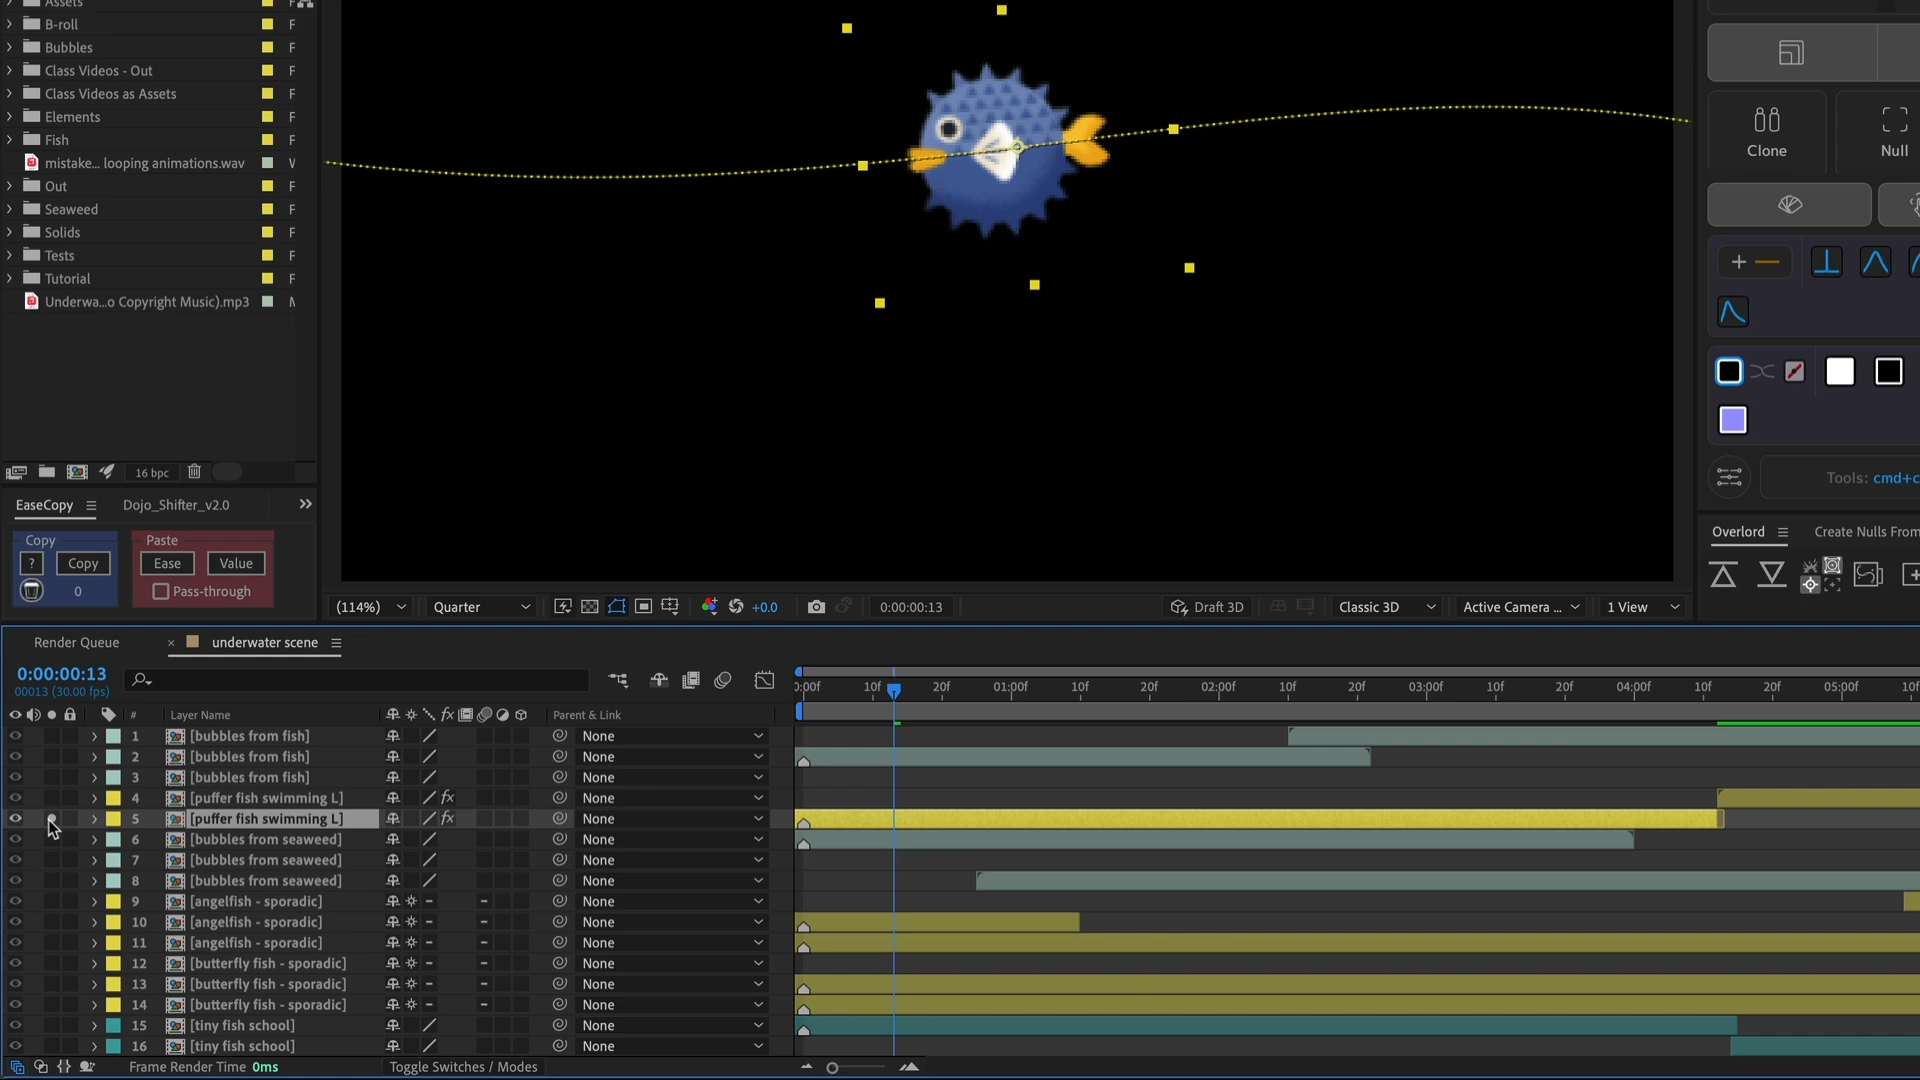 Assets F
B-roll F
Bubbles F
Class Videos - Out F
Class Videos as Assets F
Elements F
Fish F
mistake... looping animations.wav
Out F
Seaweed F
Solids F
Tests F
Tutorial F
Underwa...o Copyright Music).mp3
16 bpc
EaseCopy Dojo_Shifter_v2.0
Copy Paste
? Copy Ease Value
0 Pass-through
(114%) Quarter +0.0 0:00:00:13 Draft 3D Classic 3D Active Camera ... 1 View
Clone Null
Tools: cmd+c
Overlord Create Nulls From
Render Queue × underwater scene
0:00:00:13
00013 (30.00 fps)
0:00f 10f 20f 01:00f 10f 20f 02:00f 10f 20f 03:00f 10f 20f 04:00f 10f 20f 05:00f 10f
# Layer Name fx Parent & Link
1 [bubbles from fish] None
2 [bubbles from fish] None
3 [bubbles from fish] None
4 [puffer fish swimming L] fx None
5 [puffer fish swimming L] fx None
6 [bubbles from seaweed] None
7 [bubbles from seaweed] None
8 [bubbles from seaweed] None
9 [angelfish - sporadic] None
10 [angelfish - sporadic] None
11 [angelfish - sporadic] None
12 [butterfly fish - sporadic] None
13 [butterfly fish - sporadic] None
14 [butterfly fish - sporadic] None
15 [tiny fish school] None
16 [tiny fish school] None
Frame Render Time 0ms Toggle Switches / Modes